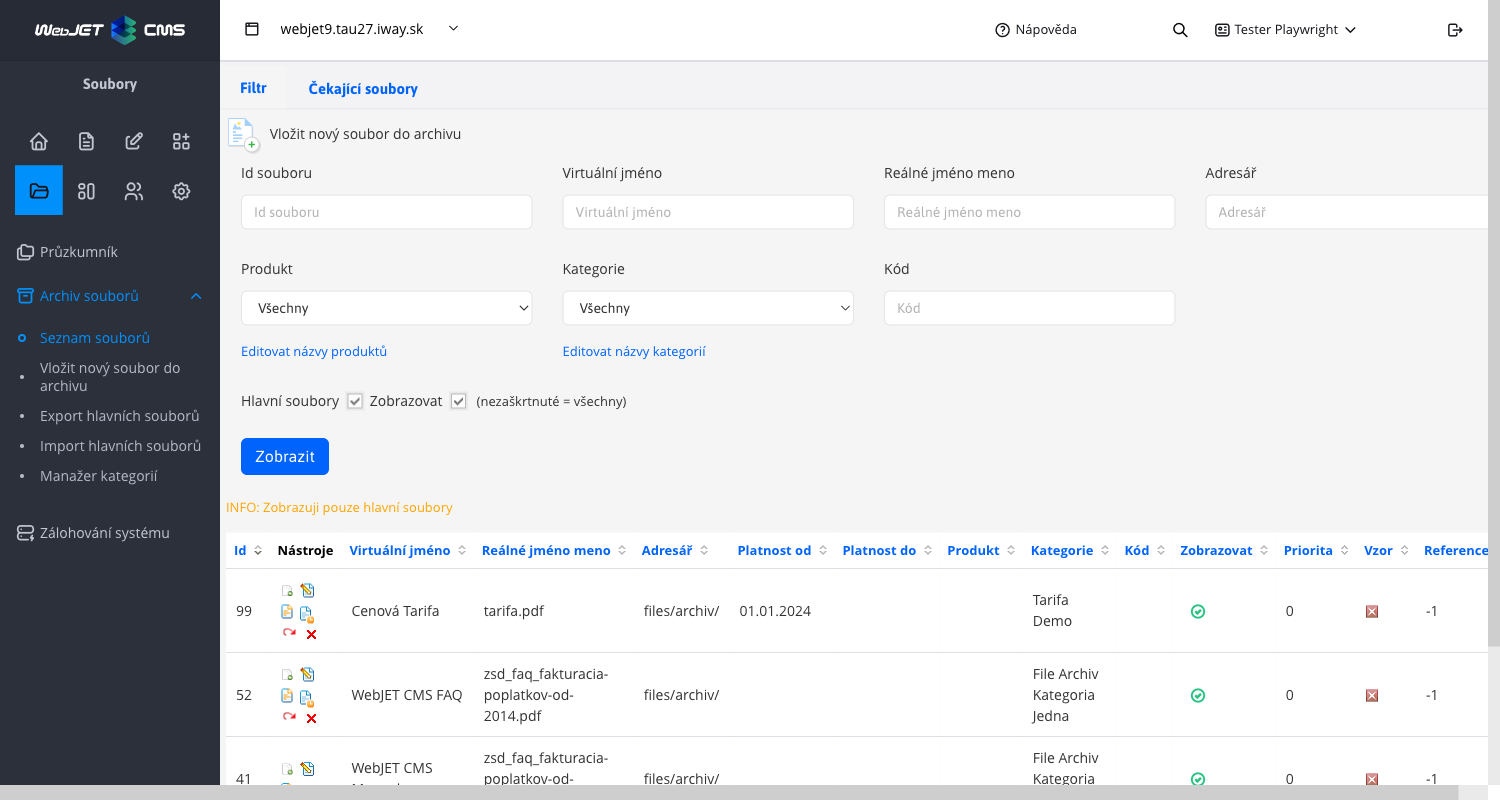 WebJET CMS
webjet9.tau27.iway.sk
Nápověda
Tester Playwright
Soubory
Průzkumník
Archiv souborů
Seznam souborů
Vložit nový soubor do
archivu
Export hlavních souborů
Import hlavních souborů
Manažer kategorií
Zálohování systému
Filtr
Čekající soubory
Vložit nový soubor do archivu
Id souboru
Virtuální jméno
Reálné jméno meno
Adresář
Id souboru
Virtuální jméno
Reálné jméno meno
Adresář
Produkt
Kategorie
Kód
Všechny
Všechny
Kód
Editovat názvy produktů
Editovat názvy kategorií
Hlavní soubory Zobrazovat (nezaškrtnuté = všechny)
Zobrazit
INFO: Zobrazuji pouze hlavní soubory
Id Nástroje Virtuální jméno Reálné jméno meno Adresář Platnost od Platnost do Produkt Kategorie Kód Zobrazovat Priorita Vzor Reference
99 Cenová Tarifa tarifa.pdf files/archiv/ 01.01.2024 Tarifa 0 -1
Demo
52 WebJET CMS FAQ zsd_faq_fakturacia- files/archiv/ File Archiv 0 -1
poplatkov-od- Kategoria
2014.pdf Jedna
41 WebJET CMS zsd_faq_fakturacia- files/archiv/ File Archiv 0 -1
poplatkov-od- Kategoria